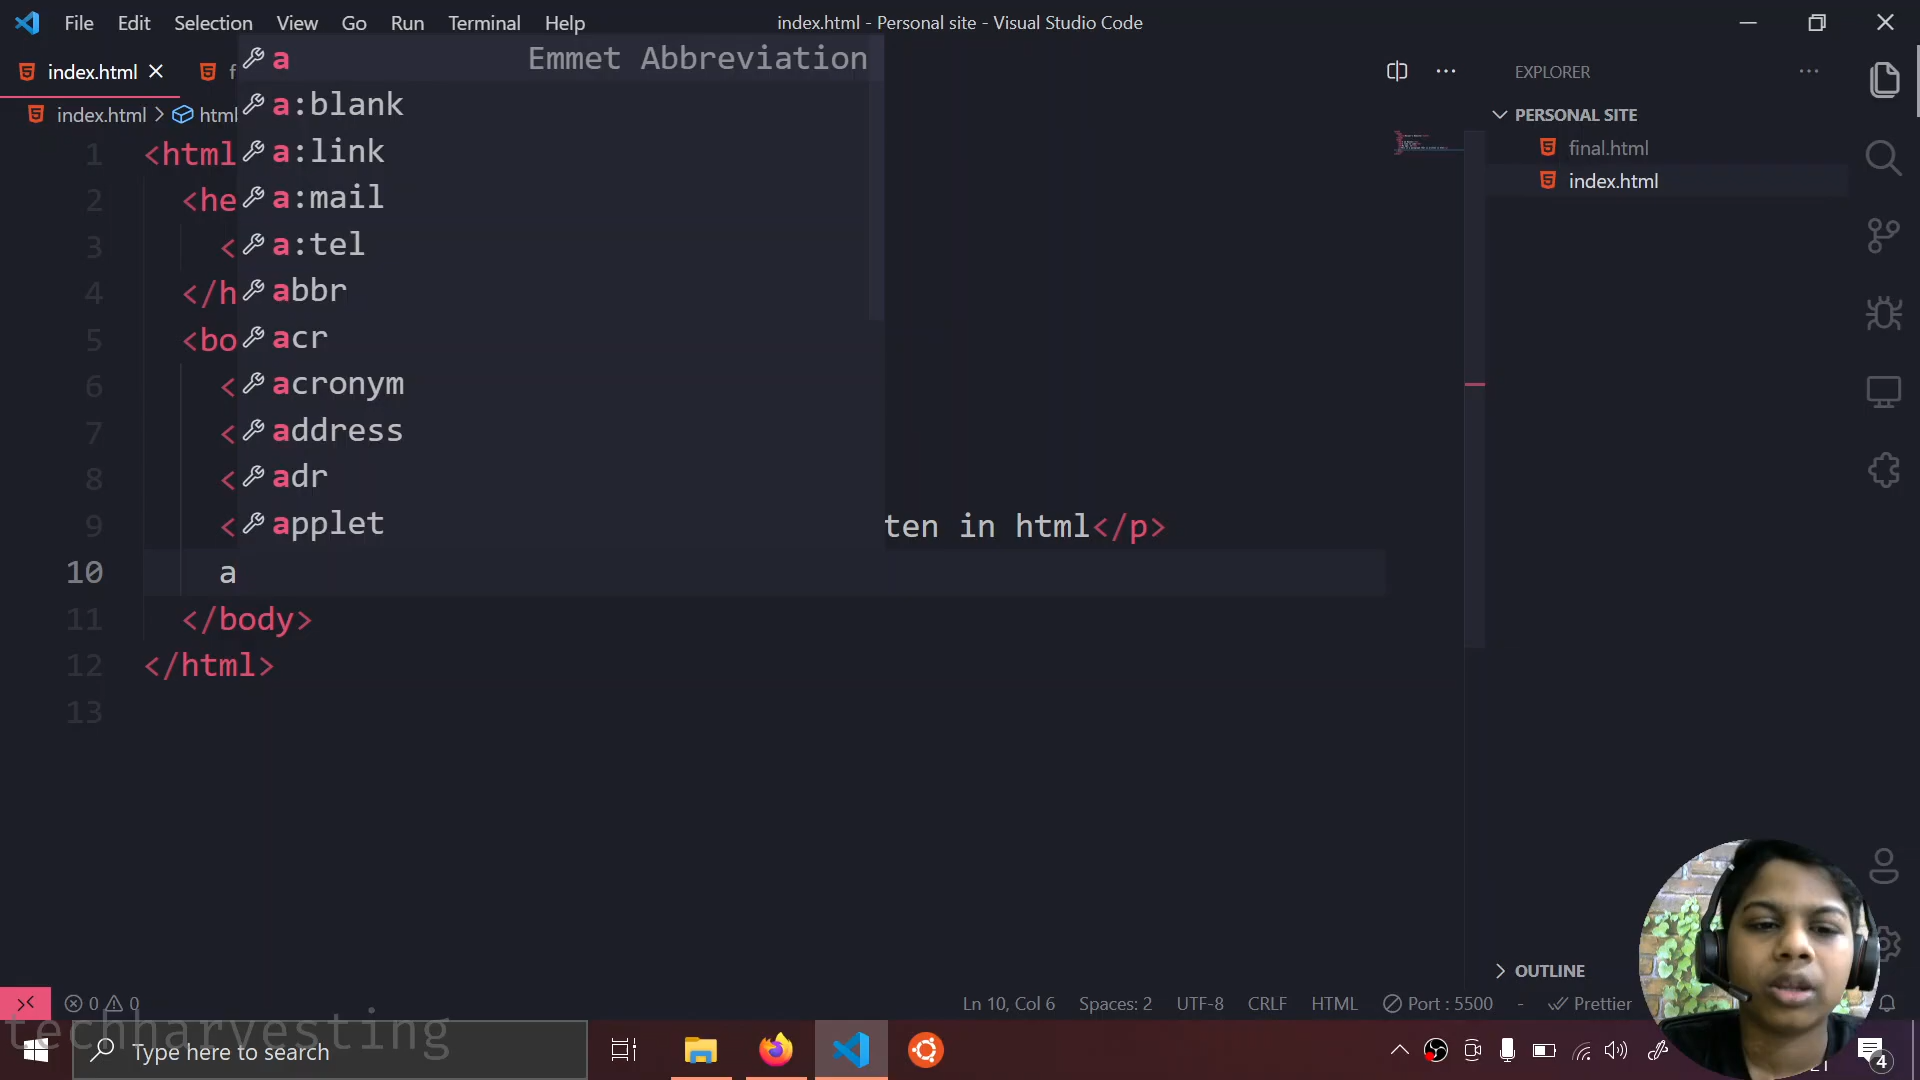 File Edit Selection View Go Run Terminal Help
index.html - Personal site - Visual Studio Code
index.html
f
index.html > html
a Emmet Abbreviation
a:blank
a:link
a:mail
a:tel
abbr
acr
acronym
address
adr
applet
1 <html
2 <he
3 <
4 </h
5 <bo
6 <
7 <
8 <
9 < ten in html</p>
10 a
11 </body>
12 </html>
13
EXPLORER
PERSONAL SITE
final.html
index.html
OUTLINE
0 0
Ln 10, Col 6 Spaces: 2 UTF-8 CRLF HTML Port : 5500 - Prettier
techharvesting
Type here to search
4